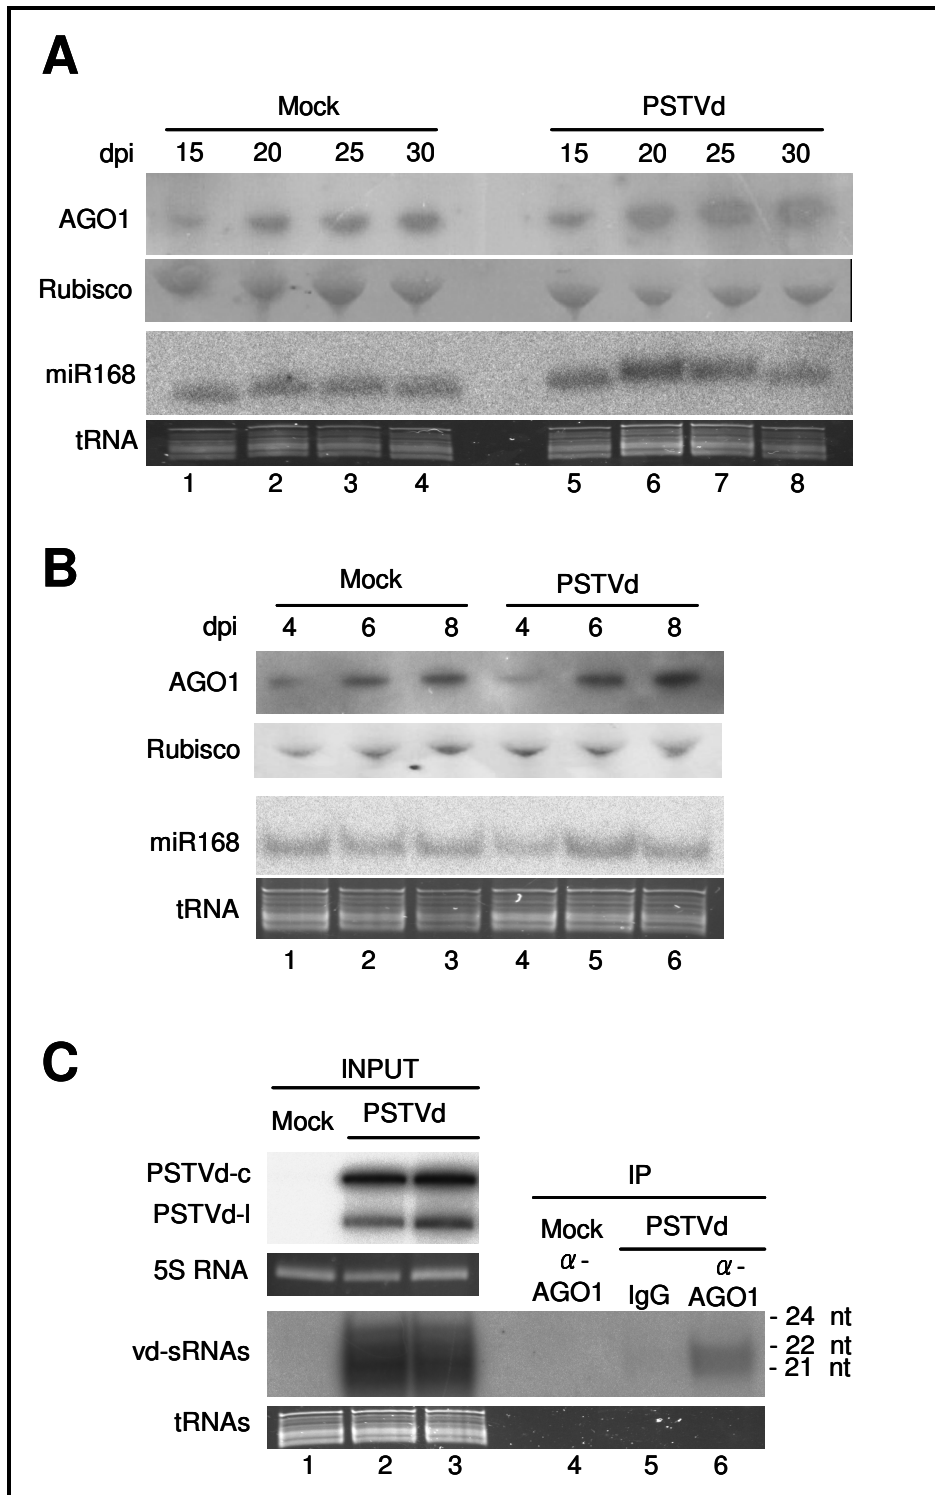 A
Mock PSTVd
dpi 15 20 25 30 15 20 25 30
AGO1
Rubisco
miR168
tRNA
1 2 3 4 5 6 7 8
B
Mock PSTVd
dpi 4 6 8 4 6 8
AGO1
Rubisco
miR168
tRNA
1 2 3 4 5 6
C
INPUT
Mock PSTVd
PSTVd-c
PSTVd-l
5S RNA
IP
Mock PSTVd
α- α-
AGO1 IgG AGO1
- 24 nt
vd-sRNAs - 22 nt
- 21 nt
tRNAs
1 2 3 4 5 6